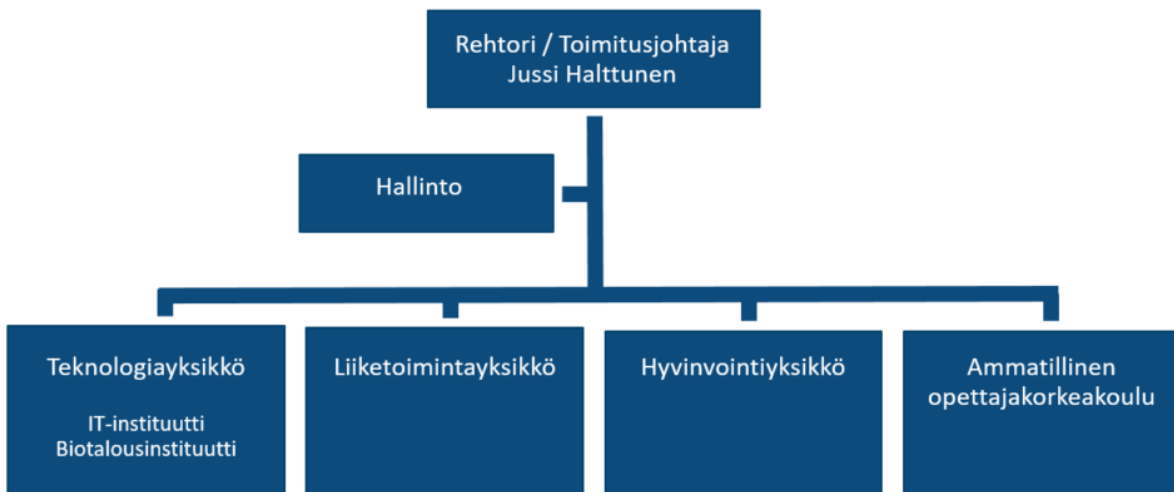 Rehtori / Toimitusjohtaja
Jussi Halttunen
Hallinto
Teknologiayksikkö
IT-instituutti
Biotalousinstituutti
Liiketoimintayksikkö
Hyvinvointiyksikkö
Ammatillinen
opettajakorkeakoulu